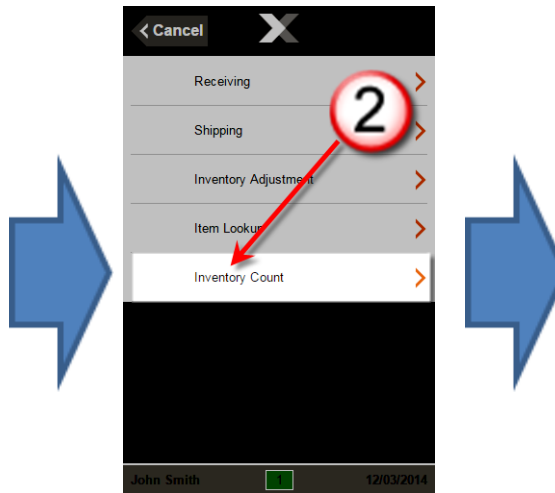 Cancel
Receiving
2
Shipping
Inventory Adjustment
Item Lookup
Inventory Count
John Smith 1 12/03/2014